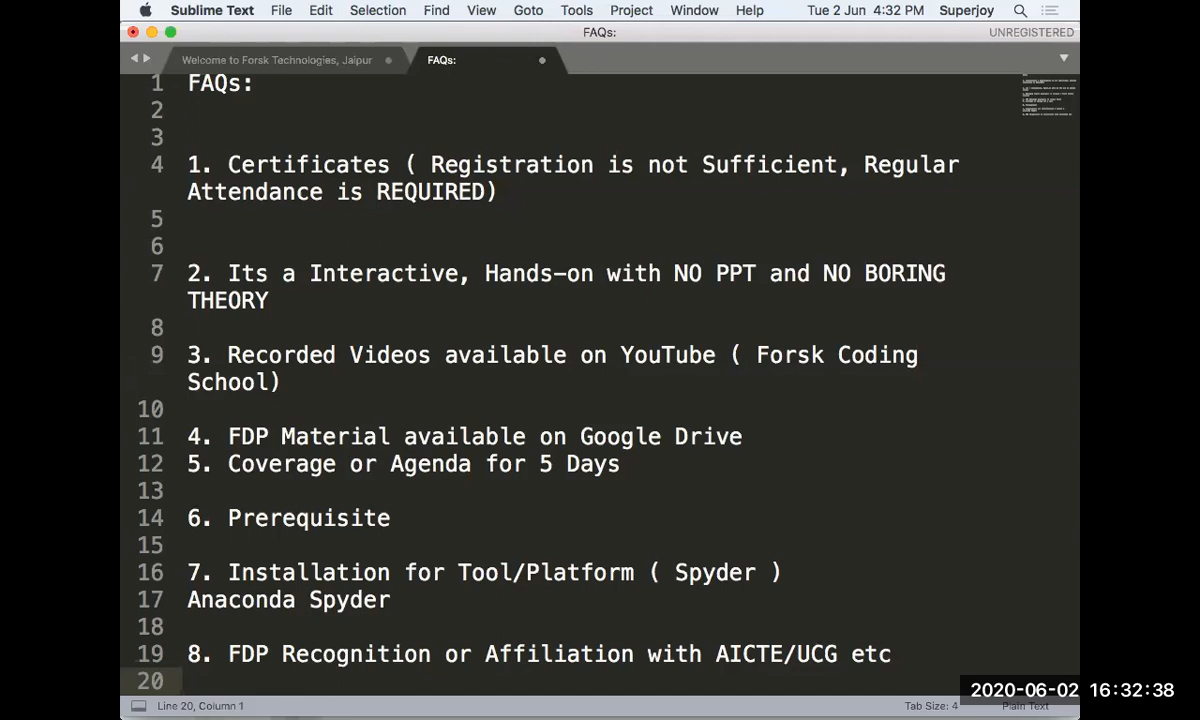 Sublime Text File Edit Selection Find View Goto Tools Project Window Help Tue 2 Jun 4:32 PM Superjoy
FAQs: UNREGISTERED
Welcome to Forsk Technologies, Jaipur FAQs:
1 FAQs:
2
3
4 1. Certificates ( Registration is not Sufficient, Regular
Attendance is REQUIRED)
5
6
7 2. Its a Interactive, Hands-on with NO PPT and NO BORING
THEORY
8
9 3. Recorded Videos available on YouTube ( Forsk Coding
School)
10
11 4. FDP Material available on Google Drive
12 5. Coverage or Agenda for 5 Days
13
14 6. Prerequisite
15
16 7. Installation for Tool/Platform ( Spyder )
17 Anaconda Spyder
18
19 8. FDP Recognition or Affiliation with AICTE/UCG etc
20
2020-06-02 16:32:38
Line 20, Column 1 Tab Size: 4 Plain Text